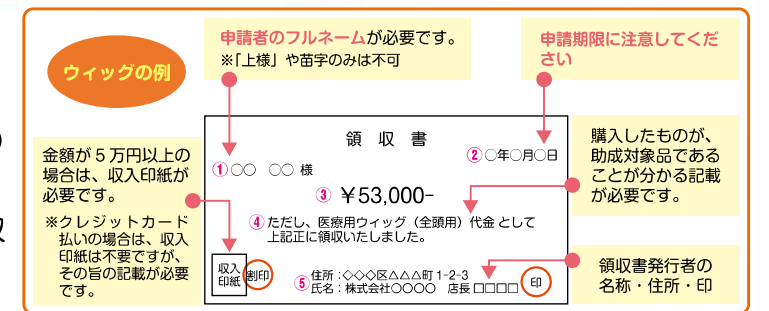 ウィッグの例
申請者のフルネームが必要です。
※「上様」や苗字のみは不可
申請期限に注意してくだ
さい
金額が5万円以上の
場合は、収入印紙が
必要です。
※クレジットカード
払いの場合は、収入
印紙は不要ですが、
その旨の記載が必要
です。
購入したものが、
助成対象品である
ことが分かる記載
が必要です。
領収書発行者の
名称・住所・印
領 収 書
①○○ ○○ 様
②○年○月○日
③ ¥53,000-
④ ただし、医療用ウィッグ(全頭用)代金 として
上記正に領収いたしました。
収入
印紙
割印
⑤ 住所:◇◇◇区△△△町 1-2-3
氏名:株式会社○○○○ 店長 □□□□
印